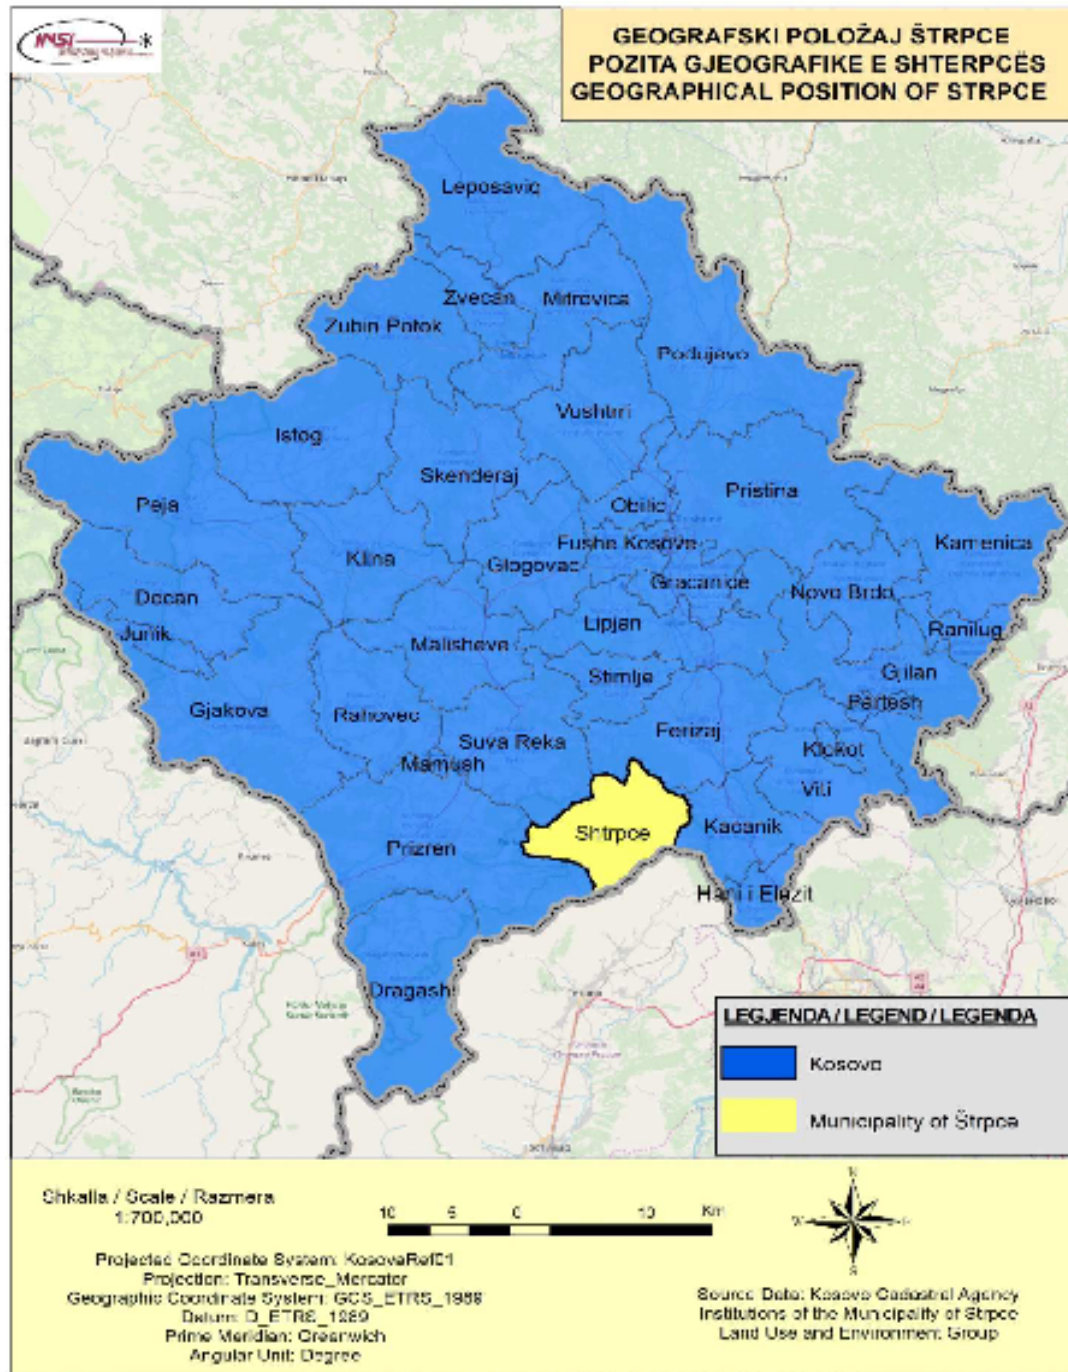 GEOGRAFSKI POLOŽAJ ŠTRPCE
POZITA GJEOGRAFIKE E SHTERPCËS
GEOGRAPHICAL POSITION OF STRPCE
Leposaviq
Zvecan
Mitrovica
Zubin Potok
Podujevo
Vushtrri
Istog
Skenderaj
Pristina
Obilic
Peja
Fushe Kosove
Kamenica
Klina
Glogovac
Gracanice
Novo Brdo
Decan
Lipjan
Ranilug
Junik
Malisheve
Gjilan
Stimlje
Partesh
Gjakova
Rahovec
Ferizaj
Suva Reka
Klokot
Mamush
Viti
Shtrpce
Kacanik
Prizren
Hani i Elezit
Dragash
LEGJENDA / LEGEND / LEGENDA
Kosovo
Municipality of Štrpce
Shkalla / Scale / Razmera
1:700,000
10 5 0 10 Km
N
W E
S
Projected Coordinate System: KosovaRef01
Projection: Transverse_Mercator
Geographic Coordinate System: GCS_ETRS_1989
Datum: D_ETRS_1989
Prime Meridian: Greenwich
Angular Unit: Degree
Source Data: Kosovo Cadastral Agency
Institutions of the Municipality of Strpce
Land Use and Environment Group